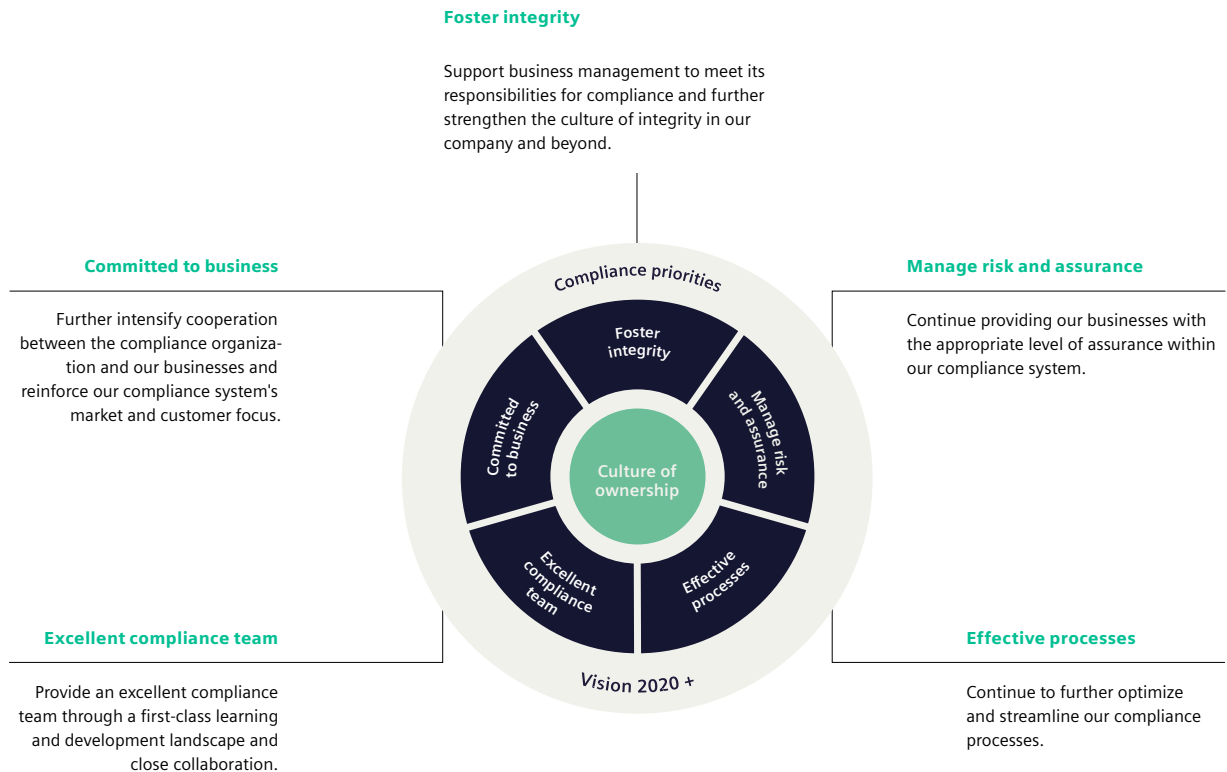 Foster integrity
Support business management to meet its
responsibilities for compliance and further
strengthen the culture of integrity in our
company and beyond.
Committed to business
Further intensify cooperation
between the compliance organiza-
tion and our businesses and
reinforce our compliance system's
market and customer focus.
Manage risk and assurance
Continue providing our businesses with
the appropriate level of assurance within
our compliance system.
Compliance priorities
Foster
integrity
Committed
to business
Manage risk
and assurance
Culture of
ownership
Excellent
compliance
team
Effective
processes
Vision 2020 +
Excellent compliance team
Provide an excellent compliance
team through a first-class learning
and development landscape and
close collaboration.
Effective processes
Continue to further optimize
and streamline our compliance
processes.